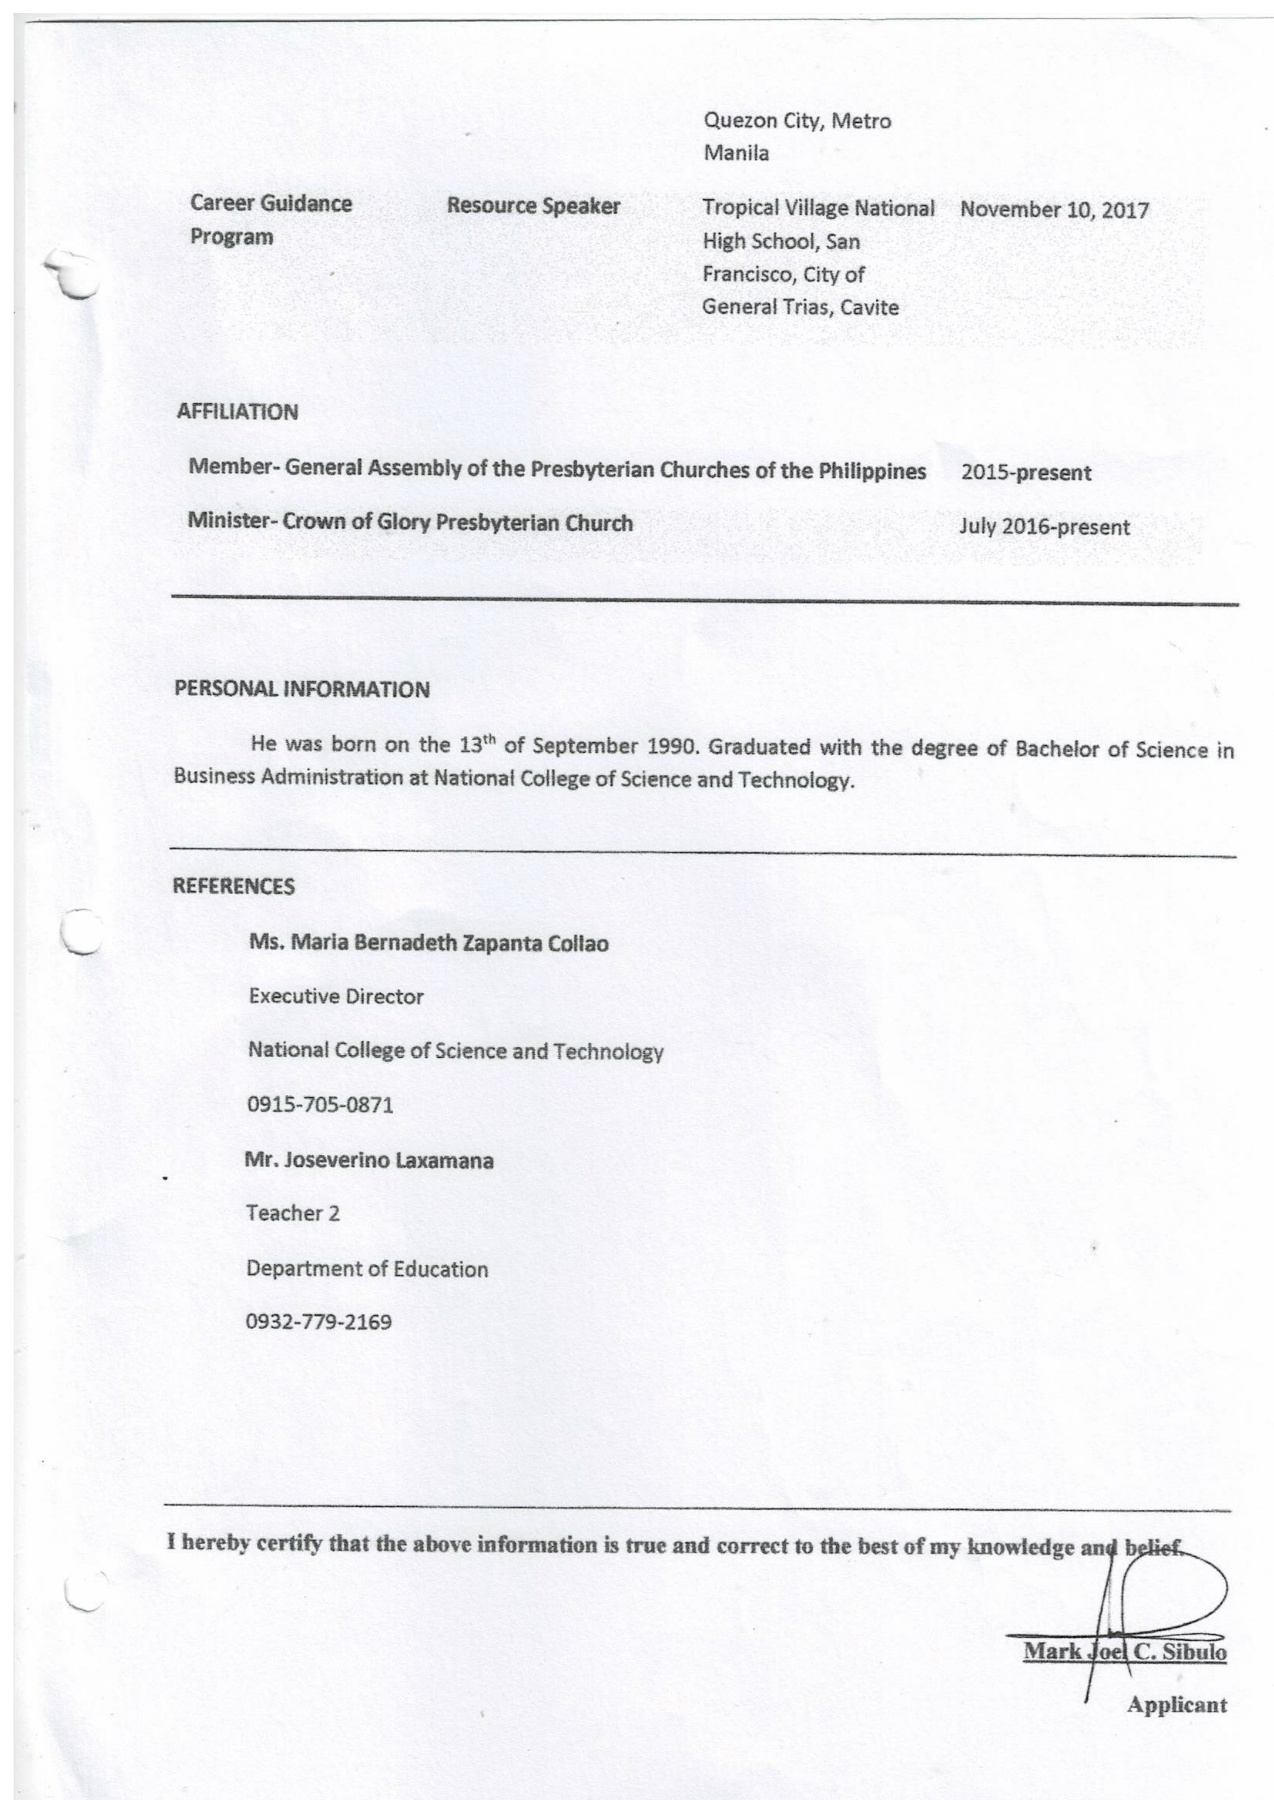 Quezon City, Metro
Manila
Career Guidance Resource Speaker Tropical Village National November 10, 2017
Program High School, San
Francisco, City of
General Trias, Cavite
AFFILIATION
Member- General Assembly of the Presbyterian Churches of the Philippines 2015-present
Minister- Crown of Glory Presbyterian Church July 2016-present
PERSONAL INFORMATION
He was born on the 13th of September 1990. Graduated with the degree of Bachelor of Science in
Business Administration at National College of Science and Technology.
REFERENCES
Ms. Maria Bernadeth Zapanta Collao
Executive Director
National College of Science and Technology
0915-705-0871
Mr. Joseverino Laxamana
Teacher 2
Department of Education
0932-779-2169
I hereby certify that the above information is true and correct to the best of my knowledge and belief.
Mark Joel C. Sibulo
Applicant